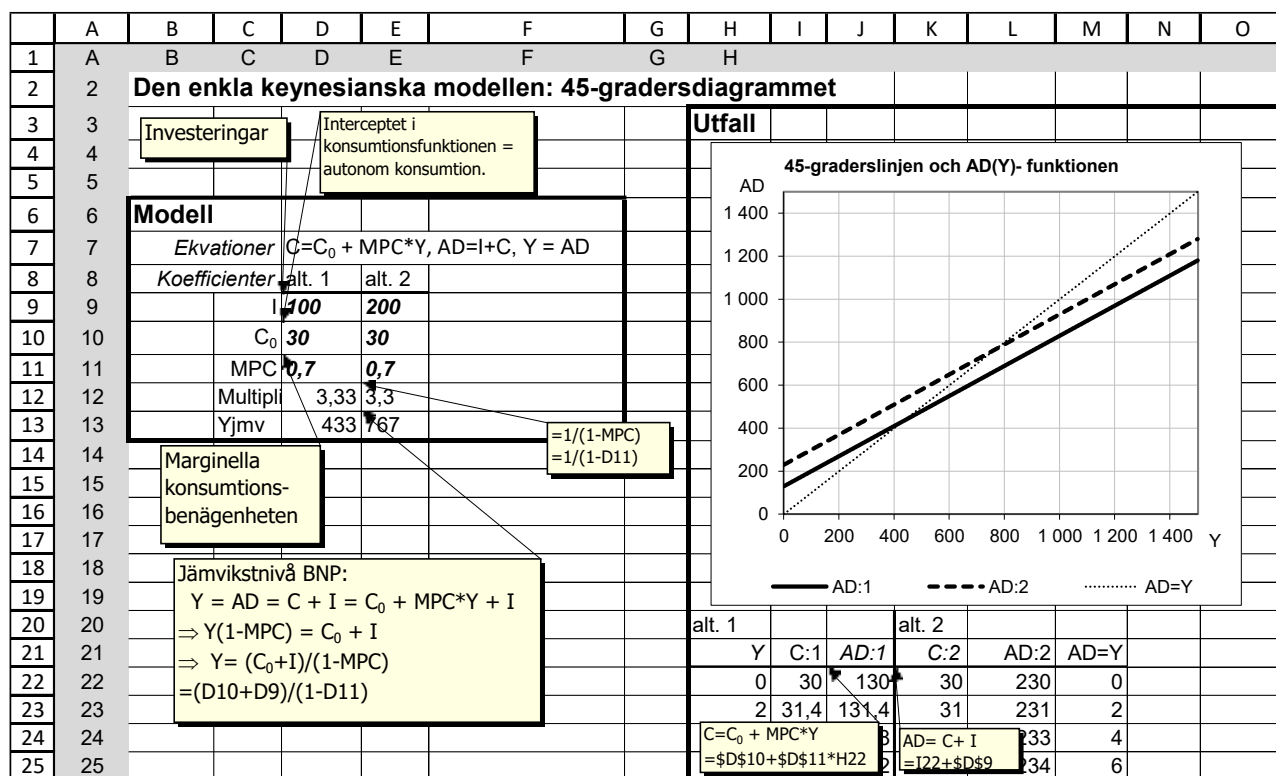 A B C D E F G H I J K L M N O
1 A B C D E F G H
2 2 Den enkla keynesianska modellen: 45-gradersdiagrammet
3 3 Utfall
Investeringar
Interceptet i
konsumtionsfunktionen =
autonom konsumtion.
4 4
5 5
6 6 Modell
7 7 Ekvationer C=C₀ + MPC*Y, AD=I+C, Y = AD
8 8 Koefficienter alt. 1 alt. 2
9 9 I 100 200
10 10 C₀ 30 30
11 11 MPC 0,7 0,7
12 12 Multipli 3,33 3,3
13 13 Yjmv 433 767
=1/(1-MPC)
=1/(1-D11)
14 14
15 15
16 16
17 17
Marginella
konsumtions-
benägenheten
18 18
19 19
Jämvikstnivå BNP:
Y = AD = C + I = C₀ + MPC*Y + I
⇒ Y(1-MPC) = C₀ + I
⇒ Y= (C₀+I)/(1-MPC)
=(D10+D9)/(1-D11)
45-graderslinjen och AD(Y)- funktionen
AD
1 400
1 200
1 000
800
600
400
200
0
0 200 400 600 800 1 000 1 200 1 400 Y
AD:1 AD:2 AD=Y
20 20 alt. 1 alt. 2
21 21 Y C:1 AD:1 C:2 AD:2 AD=Y
22 22 0 30 130 30 230 0
23 23 2 31,4 131,4 31 231 2
24 24 233 4
25 25 234 6
C=C₀ + MPC*Y
=$D$10+$D$11*H22
AD= C+ I
=I22+$D$9